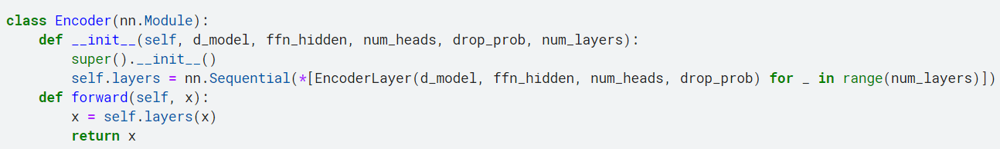 class Encoder(nn.Module):
    def __init__(self, d_model, ffn_hidden, num_heads, drop_prob, num_layers):
        super().__init__()
        self.layers = nn.Sequential(*[EncoderLayer(d_model, ffn_hidden, num_heads, drop_prob) for _ in range(num_layers)])
    def forward(self, x):
        x = self.layers(x)
        return x